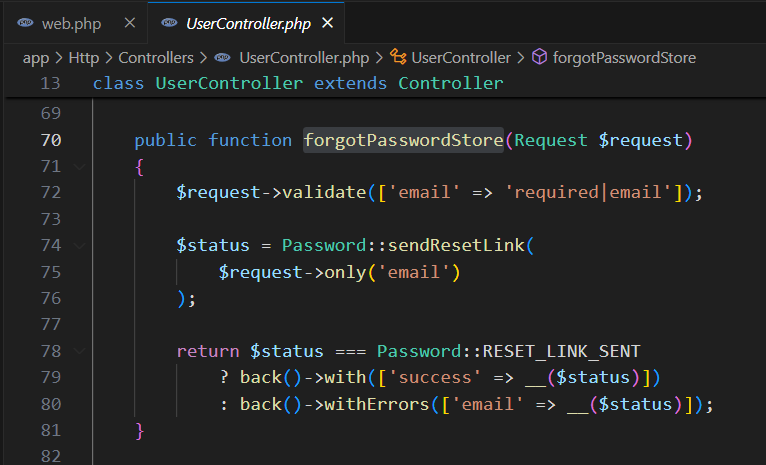 web.php × UserController.php ×
app > Http > Controllers > UserController.php > UserController > forgotPasswordStore
13 class UserController extends Controller
69
70 public function forgotPasswordStore(Request $request)
71 {
72 $request->validate(['email' => 'required|email']);
73
74 $status = Password::sendResetLink(
75 $request->only('email')
76 );
77
78 return $status === Password::RESET_LINK_SENT
79 ? back()->with(['success' => __($status)])
80 : back()->withErrors(['email' => __($status)]);
81 }
82